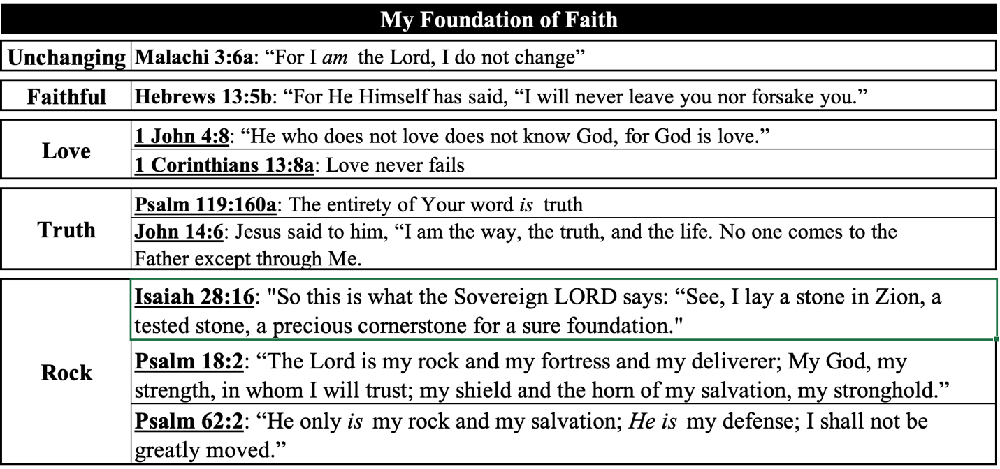 My Foundation of Faith
Unchanging
Malachi 3:6a: “For I am the Lord, I do not change”
Faithful
Hebrews 13:5b: “For He Himself has said, “I will never leave you nor forsake you.”
Love
1 John 4:8: “He who does not love does not know God, for God is love.”
1 Corinthians 13:8a: Love never fails
Truth
Psalm 119:160a: The entirety of Your word is truth
John 14:6: Jesus said to him, “I am the way, the truth, and the life. No one comes to the
Father except through Me.
Rock
Isaiah 28:16: "So this is what the Sovereign LORD says: “See, I lay a stone in Zion, a
tested stone, a precious cornerstone for a sure foundation."
Psalm 18:2: “The Lord is my rock and my fortress and my deliverer; My God, my
strength, in whom I will trust; my shield and the horn of my salvation, my stronghold.”
Psalm 62:2: “He only is my rock and my salvation; He is my defense; I shall not be
greatly moved.”